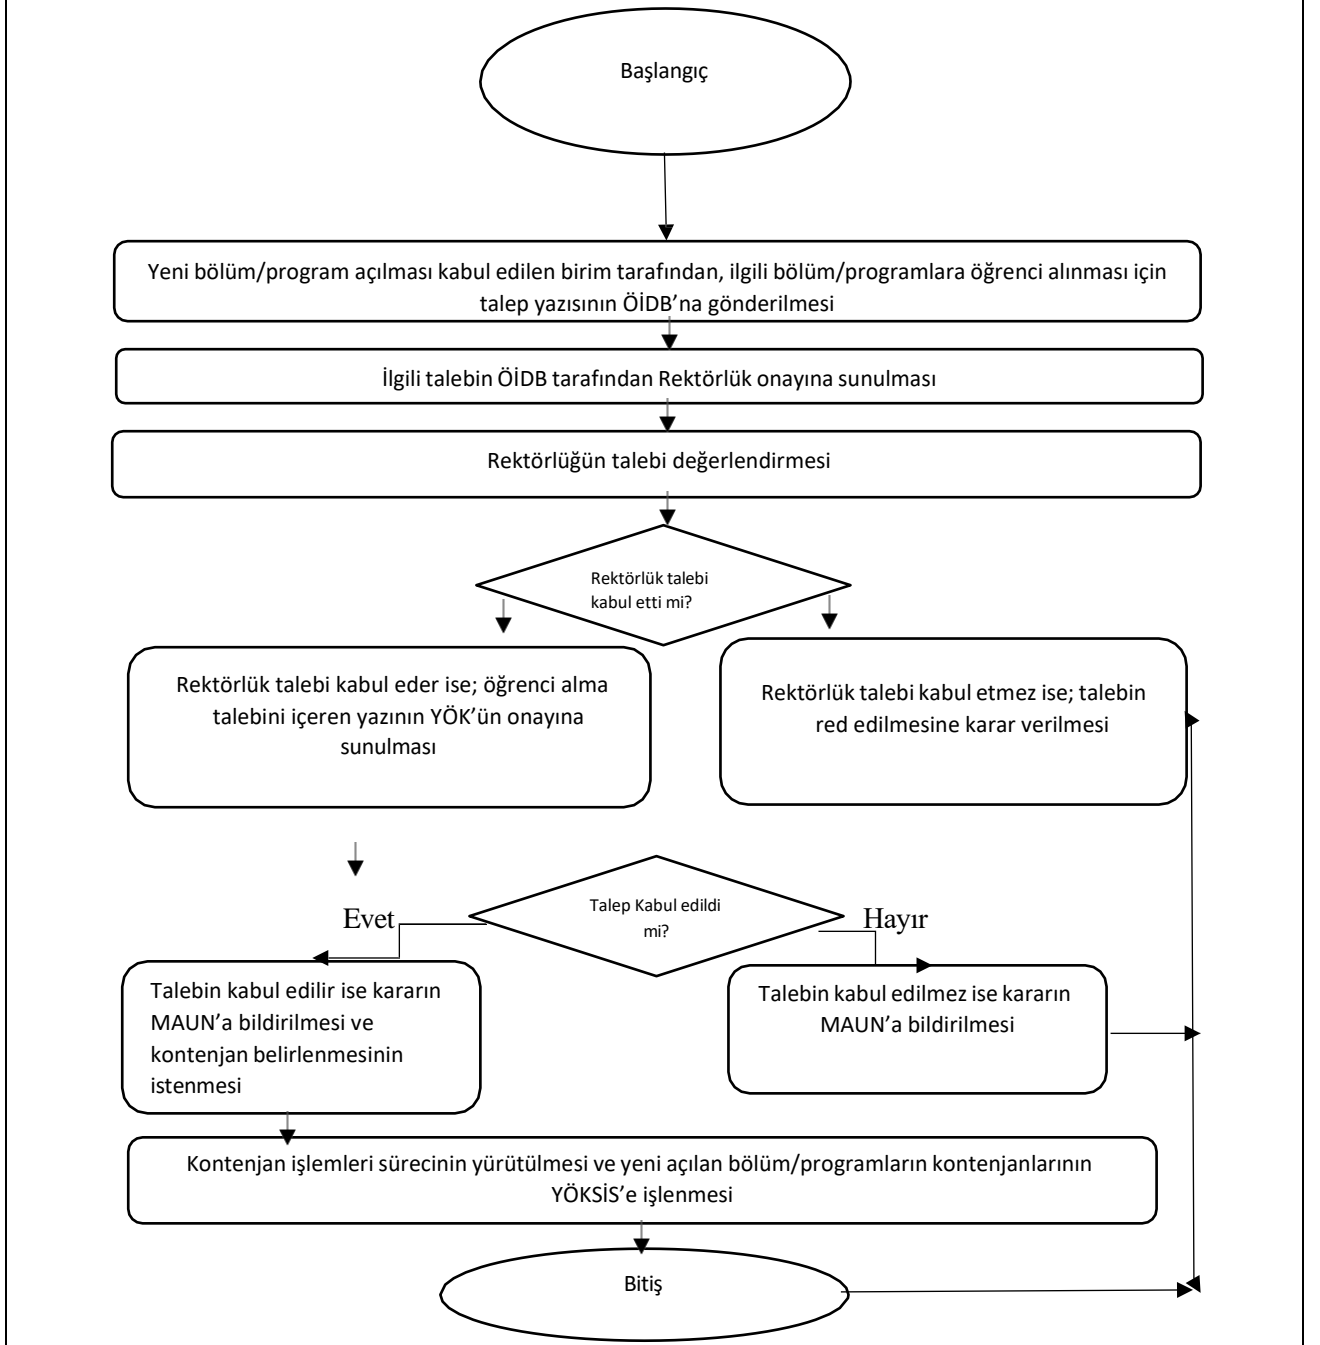 Başlangıç
Yeni bölüm/program açılması kabul edilen birim tarafından, ilgili bölüm/programlara öğrenci alınması için
talep yazısının ÖİDB’na gönderilmesi
İlgili talebin ÖİDB tarafından Rektörlük onayına sunulması
Rektörlüğün talebi değerlendirmesi
Rektörlük talebi
kabul etti mi?
Rektörlük talebi kabul eder ise; öğrenci alma
talebini içeren yazının YÖK’ün onayına
sunulması
Rektörlük talebi kabul etmez ise; talebin
red edilmesine karar verilmesi
Talep Kabul edildi
mi?
Evet
Hayır
Talebin kabul edilir ise kararın
MAUN’a bildirilmesi ve
kontenjan belirlenmesinin
istenmesi
Talebin kabul edilmez ise kararın
MAUN’a bildirilmesi
Kontenjan işlemleri sürecinin yürütülmesi ve yeni açılan bölüm/programların kontenjanlarının
YÖKSİS’e işlenmesi
Bitiş